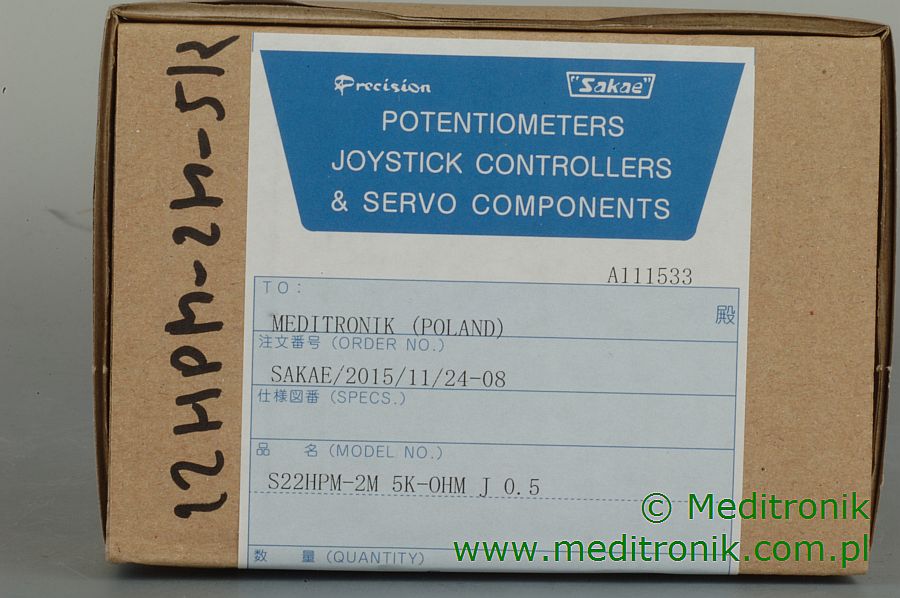 22HPM-2M-5K
Precision "Sakae"
POTENTIOMETERS
JOYSTICK CONTROLLERS
& SERVO COMPONENTS
A111533
TO:
MEDITRONIK (POLAND) 殿
注文番号 (ORDER NO.)
SAKAE/2015/11/24-08
仕様図番 (SPECS.)
品 名 (MODEL NO.)
S22HPM-2M 5K-OHM J 0.5
数 量 (QUANTITY)
© Meditronik
www.meditronik.com.pl